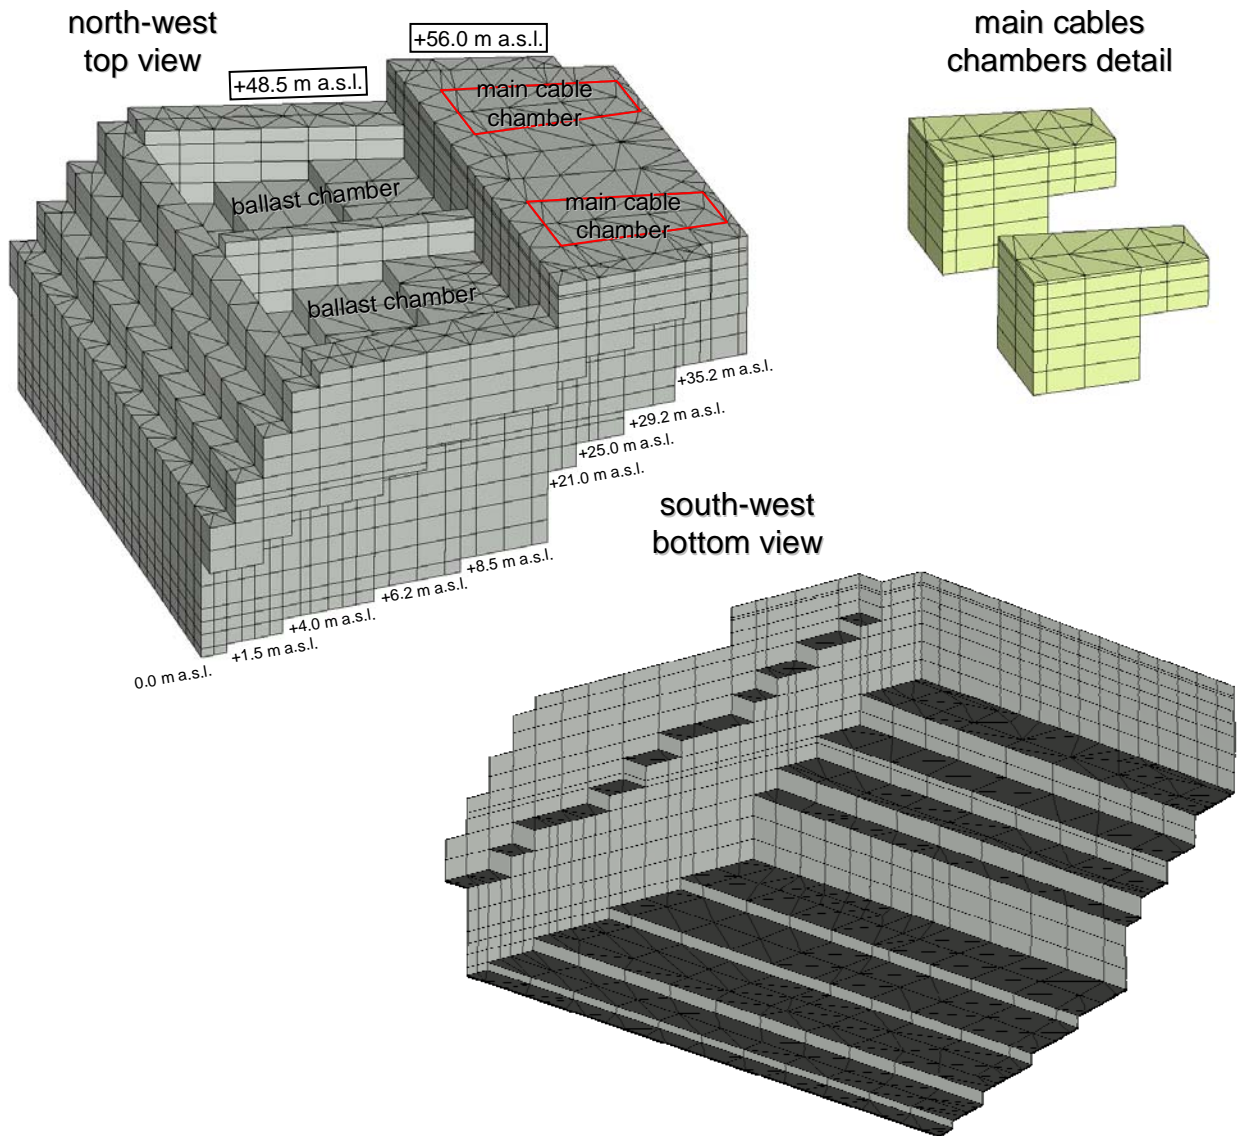 north-west
top view
+56.0 m a.s.l.
+48.5 m a.s.l.
main cable
chamber
main cable
chamber
ballast chamber
ballast chamber
+35.2 m a.s.l.
+29.2 m a.s.l.
+25.0 m a.s.l.
+21.0 m a.s.l.
+8.5 m a.s.l.
+6.2 m a.s.l.
+4.0 m a.s.l.
+1.5 m a.s.l.
0.0 m a.s.l.
main cables
chambers detail
south-west
bottom view